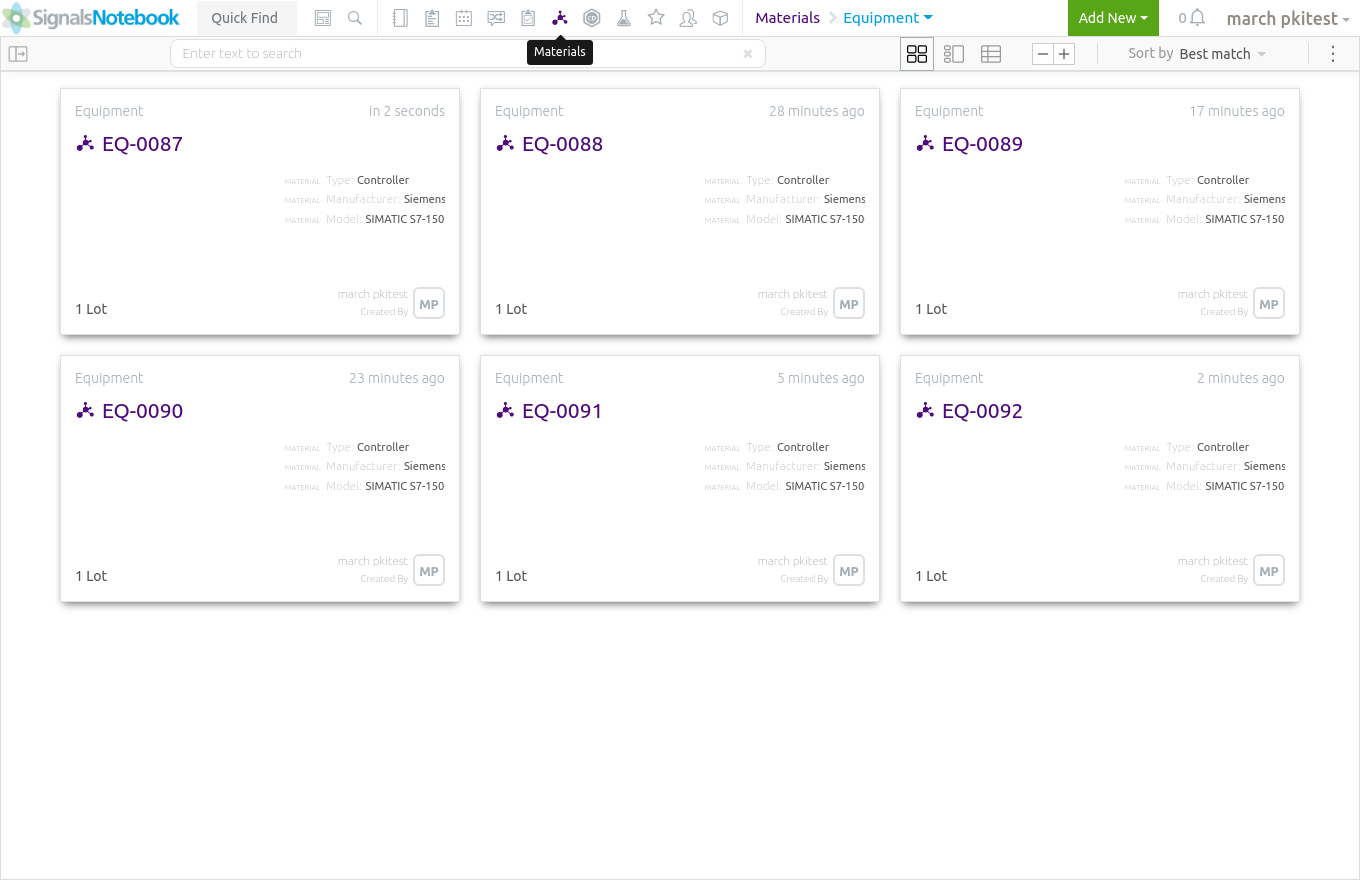 SignalsNotebook Quick Find Materials Equipment Add New 0 march pkitest
Enter text to search Materials Sort by Best match
Equipment in 2 seconds
EQ-0087
MATERIAL Type: Controller
MATERIAL Manufacturer: Siemens
MATERIAL Model: SIMATIC S7-150
march pkitest
Created By
MP
1 Lot
Equipment 28 minutes ago
EQ-0088
MATERIAL Type: Controller
MATERIAL Manufacturer: Siemens
MATERIAL Model: SIMATIC S7-150
march pkitest
Created By
MP
1 Lot
Equipment 17 minutes ago
EQ-0089
MATERIAL Type: Controller
MATERIAL Manufacturer: Siemens
MATERIAL Model: SIMATIC S7-150
march pkitest
Created By
MP
1 Lot
Equipment 23 minutes ago
EQ-0090
MATERIAL Type: Controller
MATERIAL Manufacturer: Siemens
MATERIAL Model: SIMATIC S7-150
march pkitest
Created By
MP
1 Lot
Equipment 5 minutes ago
EQ-0091
MATERIAL Type: Controller
MATERIAL Manufacturer: Siemens
MATERIAL Model: SIMATIC S7-150
march pkitest
Created By
MP
1 Lot
Equipment 2 minutes ago
EQ-0092
MATERIAL Type: Controller
MATERIAL Manufacturer: Siemens
MATERIAL Model: SIMATIC S7-150
march pkitest
Created By
MP
1 Lot